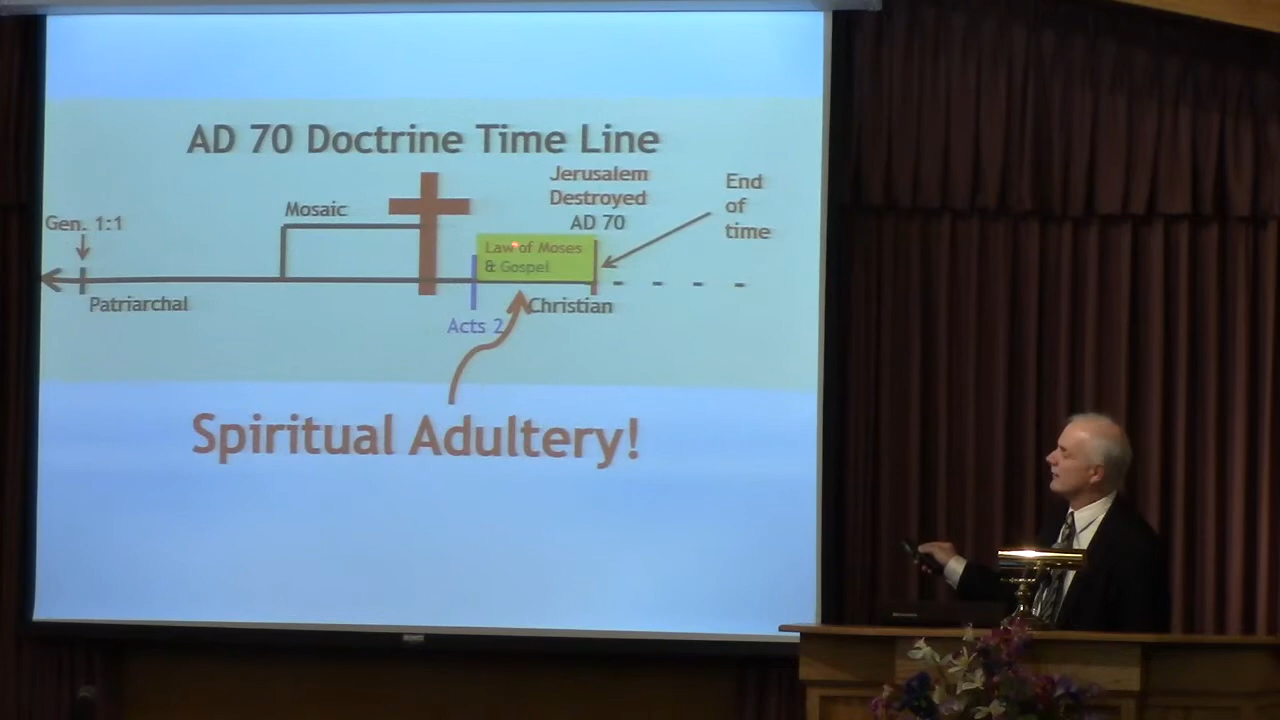 AD 70 Doctrine Time Line
Jerusalem
Destroyed
AD 70
End
of
time
Mosaic
Gen. 1:1
Law of Moses
& Gospel
Patriarchal
Christian
Acts 2
Spiritual Adultery!